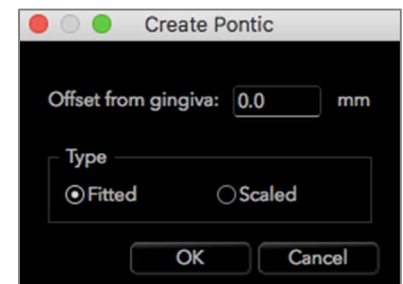 Create Pontic
Offset from gingiva: 0.0 mm
Type
Fitted Scaled
OK Cancel